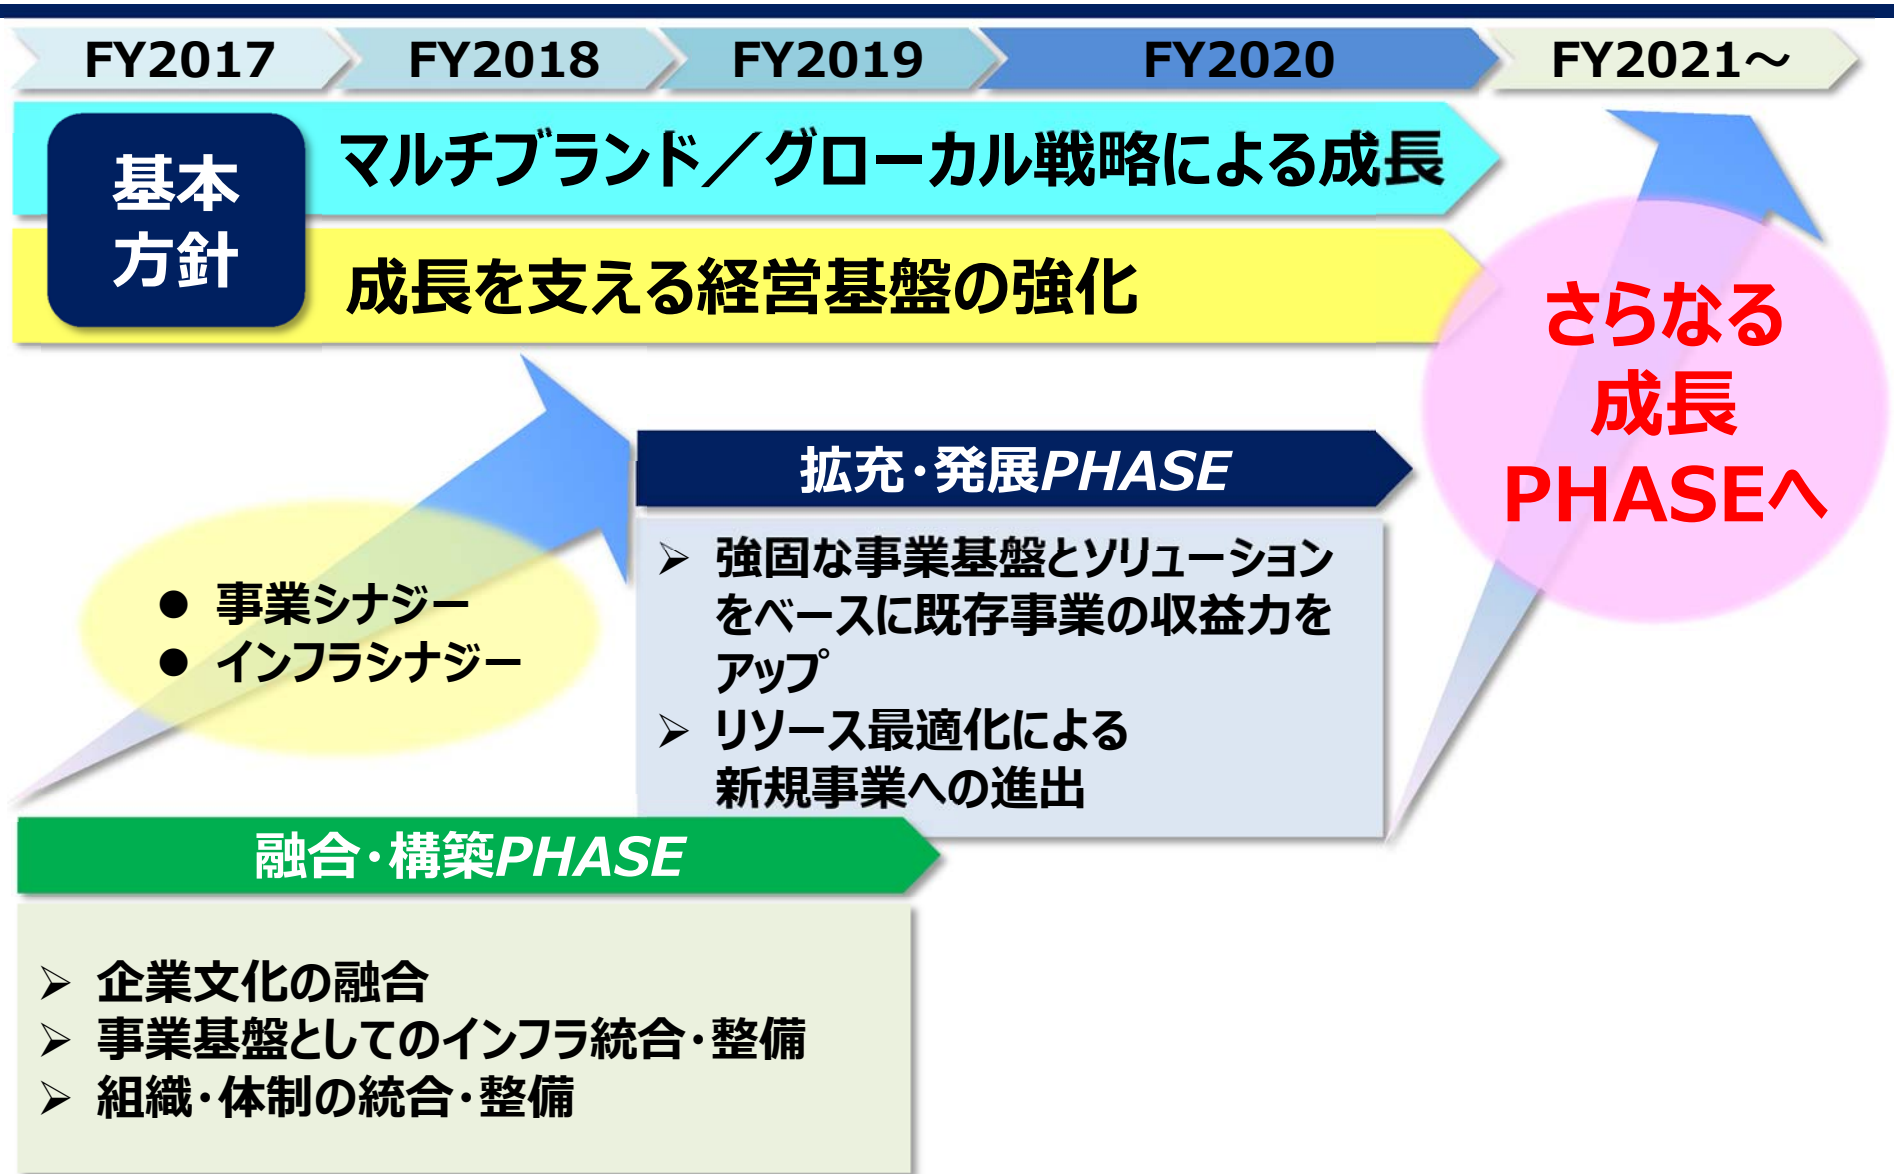 FY2017
FY2018
FY2019
FY2020
FY2021～
基本
方針
マルチブランド／グローカル戦略による成長
成長を支える経営基盤の強化
さらなる
成長
PHASEへ
拡充・発展PHASE
➢ 強固な事業基盤とソリューション
をベースに既存事業の収益力を
アップ
➢ リソース最適化による
新規事業への進出
● 事業シナジー
● インフラシナジー
融合・構築PHASE
➢ 企業文化の融合
➢ 事業基盤としてのインフラ統合・整備
➢ 組織・体制の統合・整備